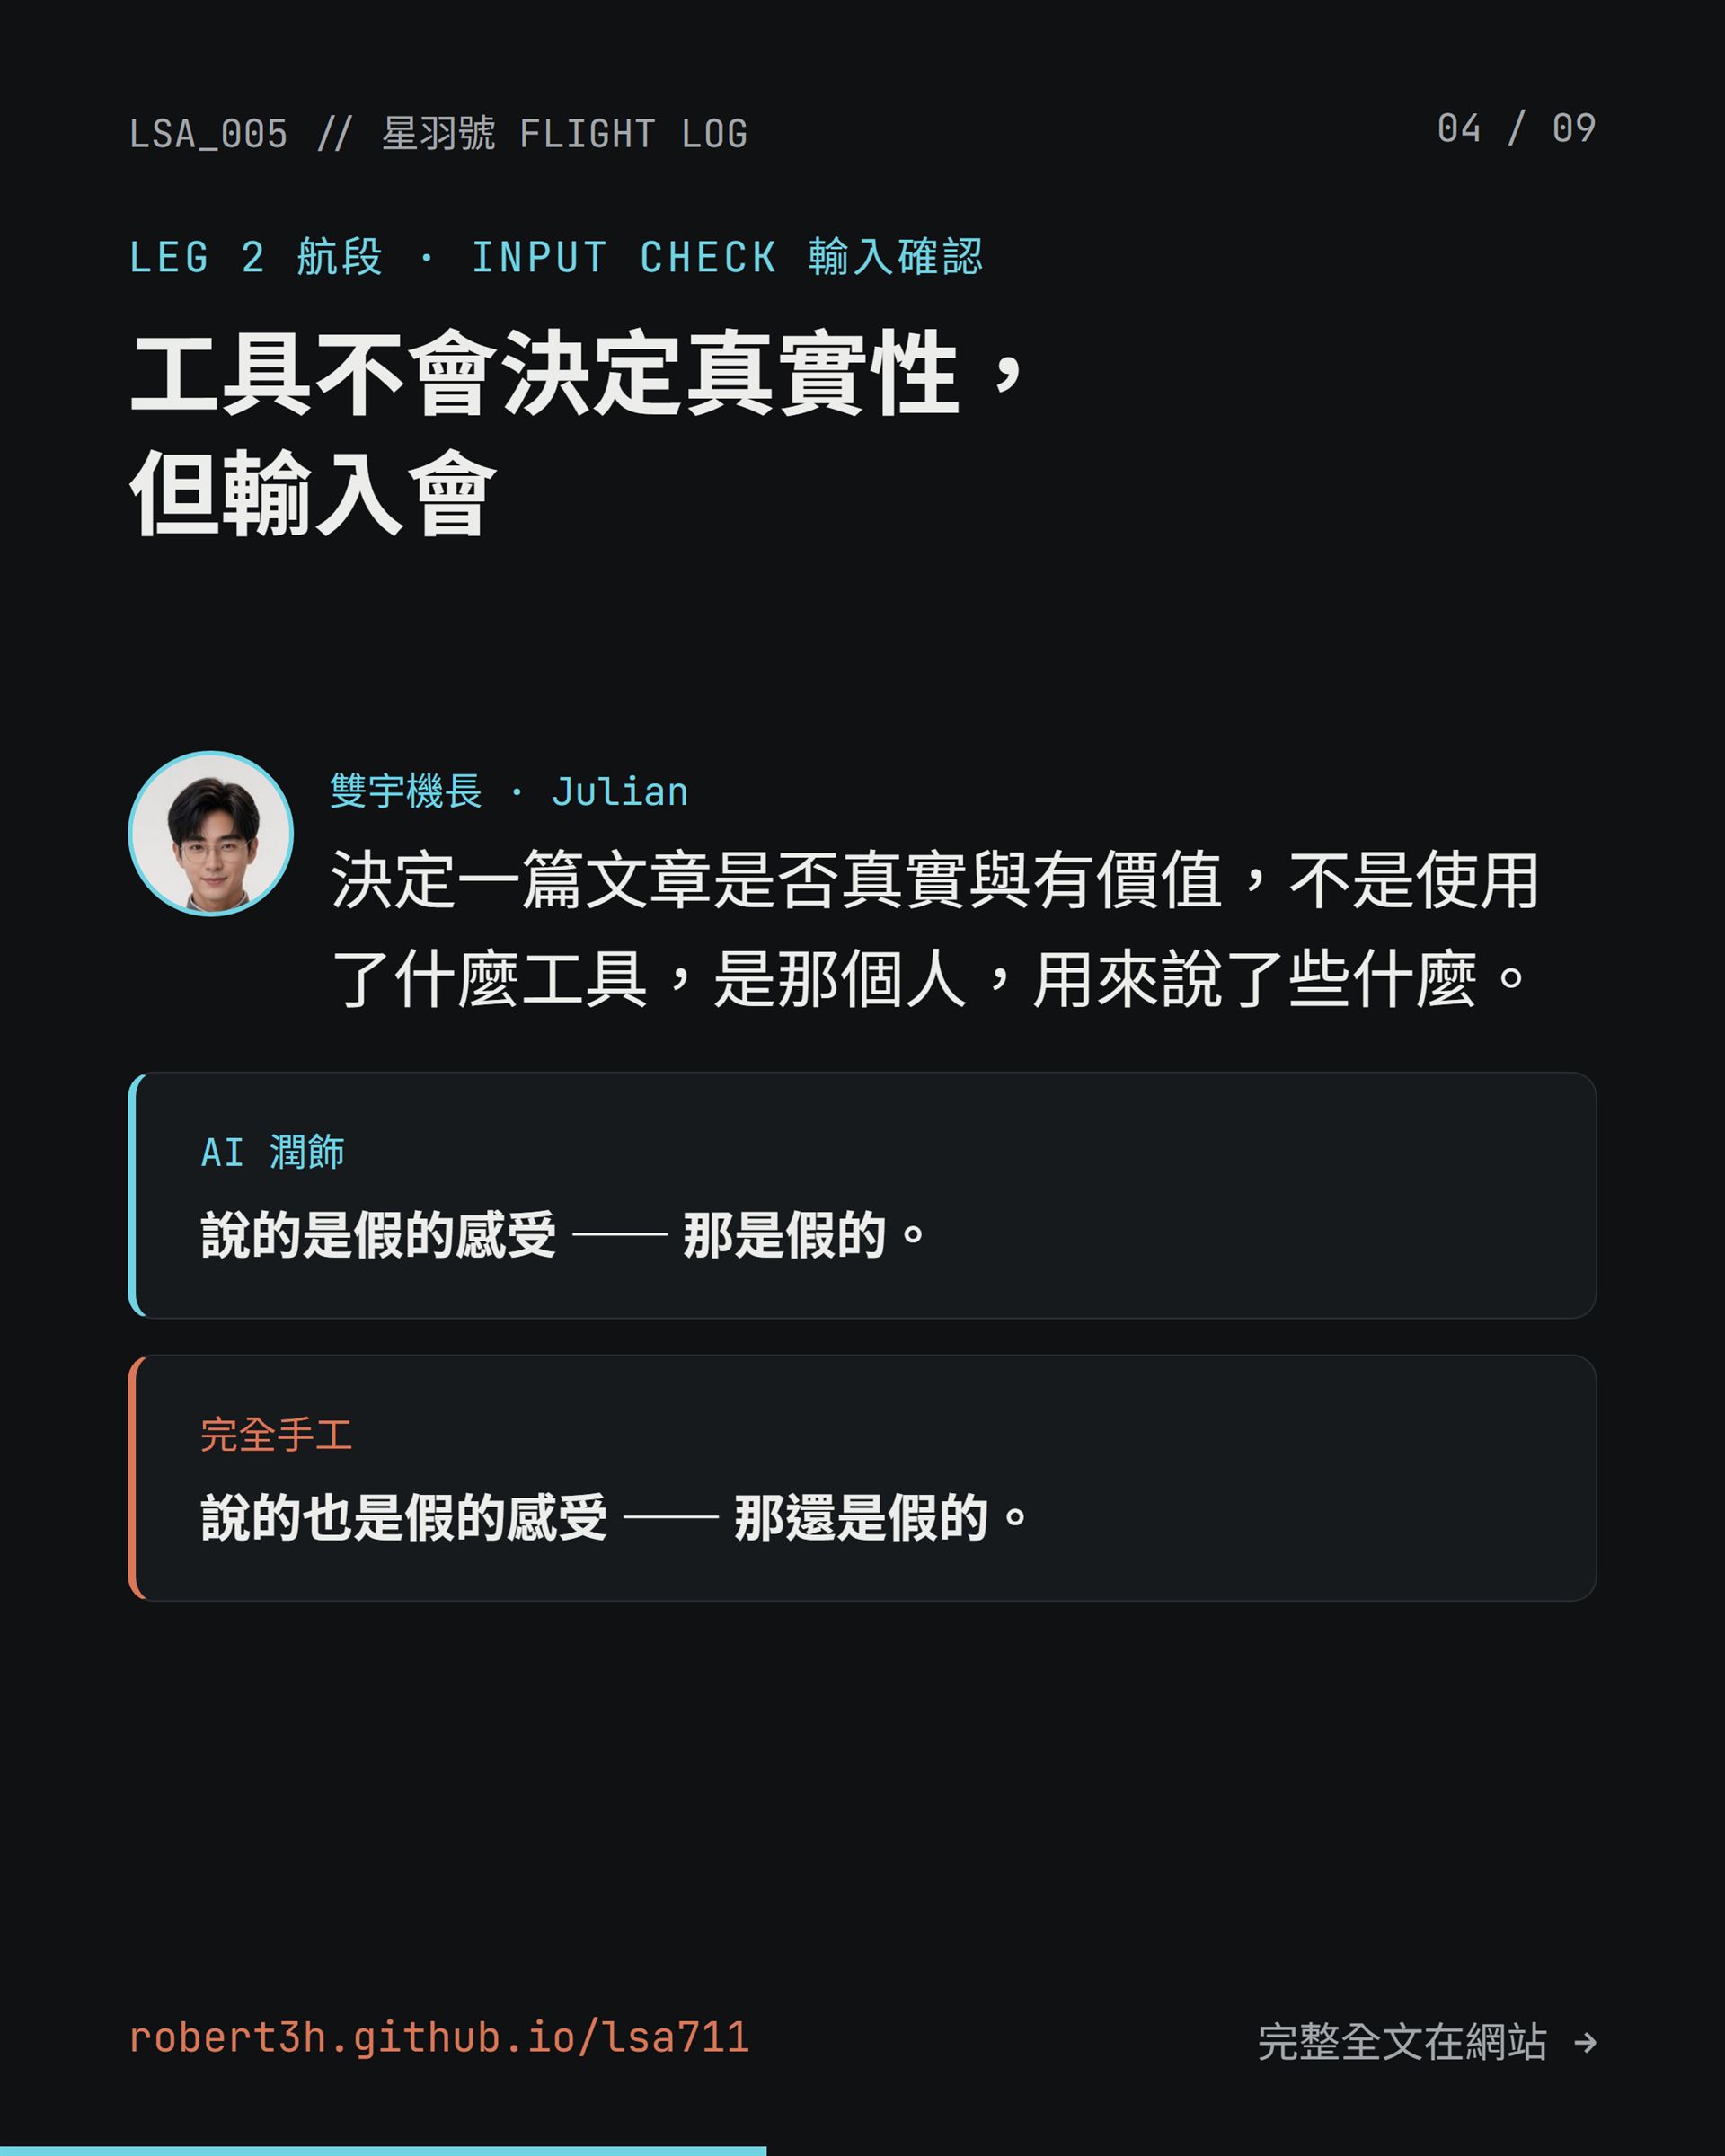 LSA_005 // 星羽號 FLIGHT LOG
04 / 09
LEG 2 航段 · INPUT CHECK 輸入確認
工具不會決定真實性，
但輸入會
雙宇機長 · Julian
決定一篇文章是否真實與有價值，不是使用
了什麼工具，是那個人，用來說了些什麼。
AI 潤飾
說的是假的感受 —— 那是假的。
完全手工
說的也是假的感受 —— 那還是假的。
robert3h.github.io/lsa711
完整全文在網站 →